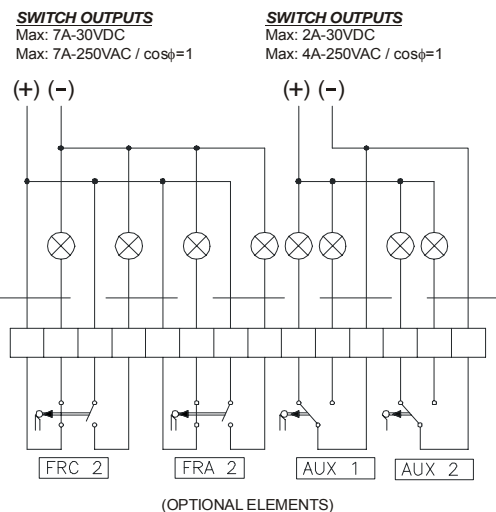 SWITCH OUTPUTS
Max: 7A-30VDC
Max: 7A-250VAC / cosϕ=1
(+) (-)
SWITCH OUTPUTS
Max: 2A-30VDC
Max: 4A-250VAC / cosϕ=1
(+) (-)
FRC 2
FRA 2
AUX 1
AUX 2
(OPTIONAL ELEMENTS)